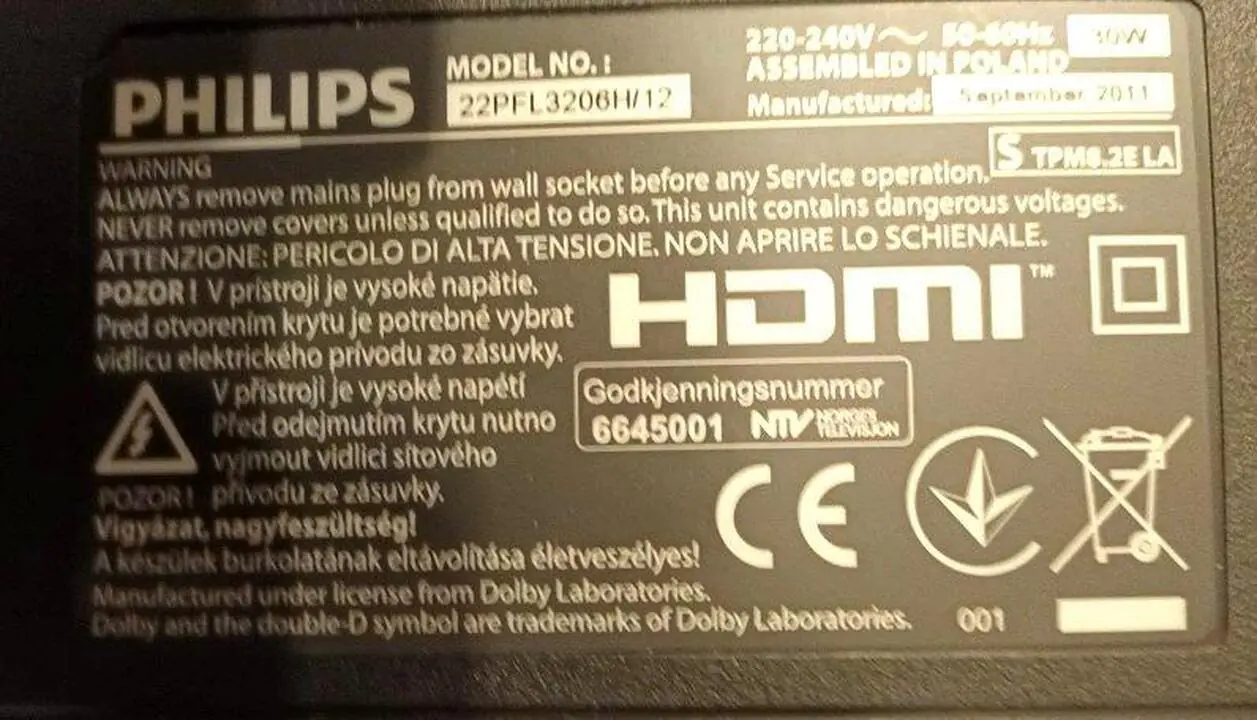 PHILIPS
MODEL NO. :
22PFL3206H/12
220-240V ~ 50-60Hz 30W
ASSEMBLED IN POLAND
Manufactured: September 2011
S TPM8.2E LA
WARNING
ALWAYS remove mains plug from wall socket before any Service operation.
NEVER remove covers unless qualified to do so. This unit contains dangerous voltages.
ATTENZIONE: PERICOLO DI ALTA TENSIONE. NON APRIRE LO SCHIENALE.
POZOR ! V prístroji je vysoké napätie.
Pred otvorením krytu je potrebné vybrat
vidlicu elektrického prívodu zo zásuvky.
HDMI™
V přístroji je vysoké napětí
Před odejmutím krytu nutno
vyjmout vidlici síťového
POZOR ! přívodu ze zásuvky.
Godkjenningsnummer
6645001 NTV NORGES
TELEVISJON
Vigyázat, nagyfeszültség!
A készülek burkolatának eltávolítása életveszélyes!
CE
Manufactured under license from Dolby Laboratories.
Dolby and the double-D symbol are trademarks of Dolby Laboratories.
001